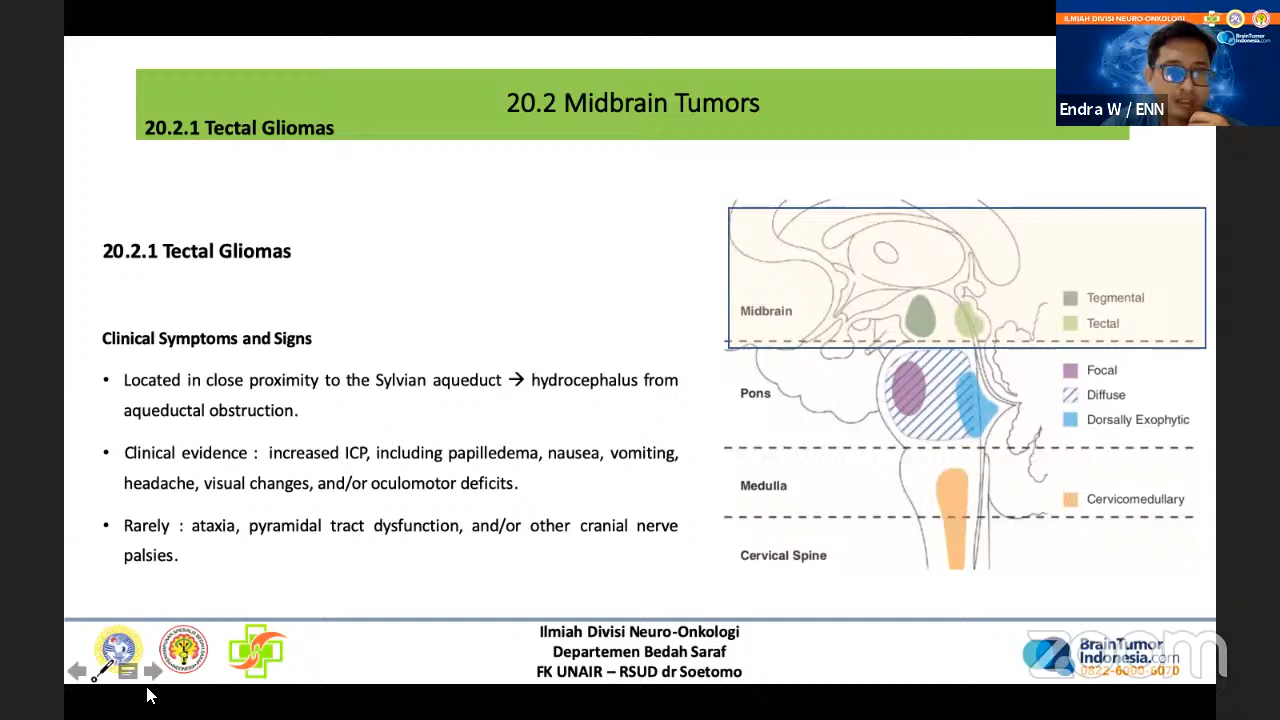 ILMIAH DIVISI NEURO-ONKOLOGI
BrainTumor
Indonesia.com
Endra W / ENN
20.2 Midbrain Tumors
20.2.1 Tectal Gliomas
20.2.1 Tectal Gliomas
Clinical Symptoms and Signs
• Located in close proximity to the Sylvian aqueduct → hydrocephalus from
aqueductal obstruction.
• Clinical evidence : increased ICP, including papilledema, nausea, vomiting,
headache, visual changes, and/or oculomotor deficits.
• Rarely : ataxia, pyramidal tract dysfunction, and/or other cranial nerve
palsies.
Midbrain
Tegmental
Tectal
Pons
Focal
Diffuse
Dorsally Exophytic
Medulla
Cervicomedullary
Cervical Spine
Ilmiah Divisi Neuro-Onkologi
Departemen Bedah Saraf
FK UNAIR – RSUD dr Soetomo
BrainTumor
Indonesia.com
0822-6000-6070
zoom